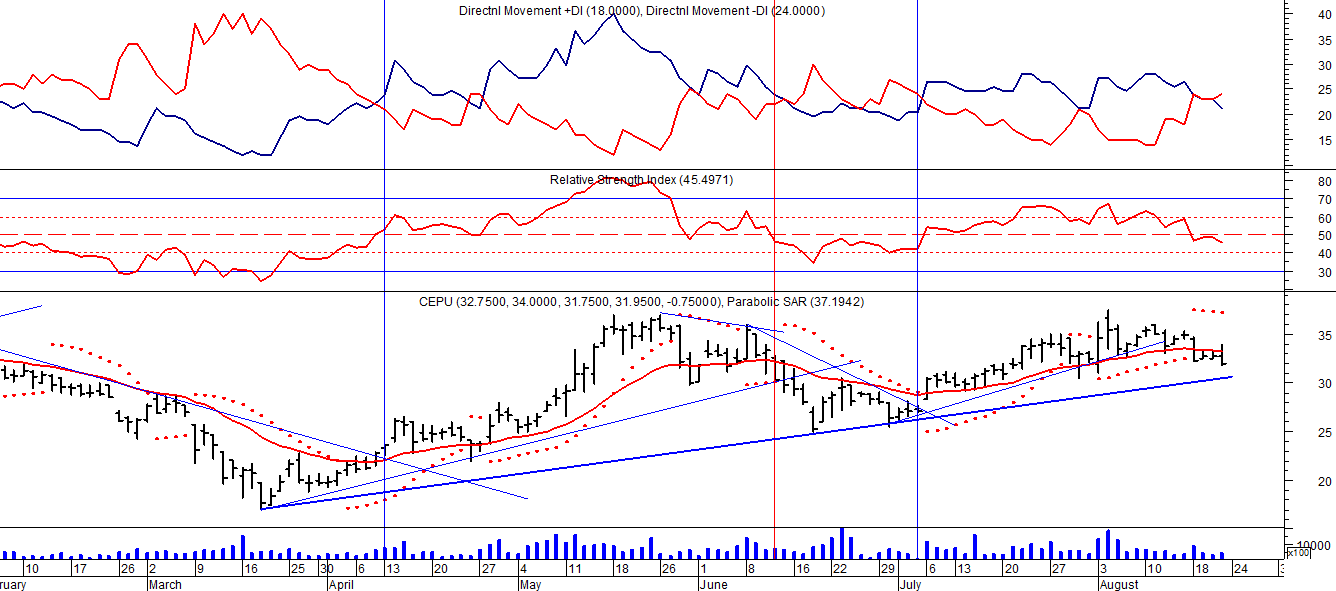 Directnl Movement +DI (18.0000), Directnl Movement -DI (24.0000)
40
35
30
25
20
15
Relative Strength Index (45.4971)
80
70
60
50
40
30
CEPU (32.7500, 34.0000, 31.7500, 31.9500, -0.75000), Parabolic SAR (37.1942)
35
30
25
20
10000
x100
10 17 26 2 9 16 25 30 6 13 20 27 4 11 18 26 1 8 16 22 29 6 13 20 27 3 10 18 24
ruary March April May June July August